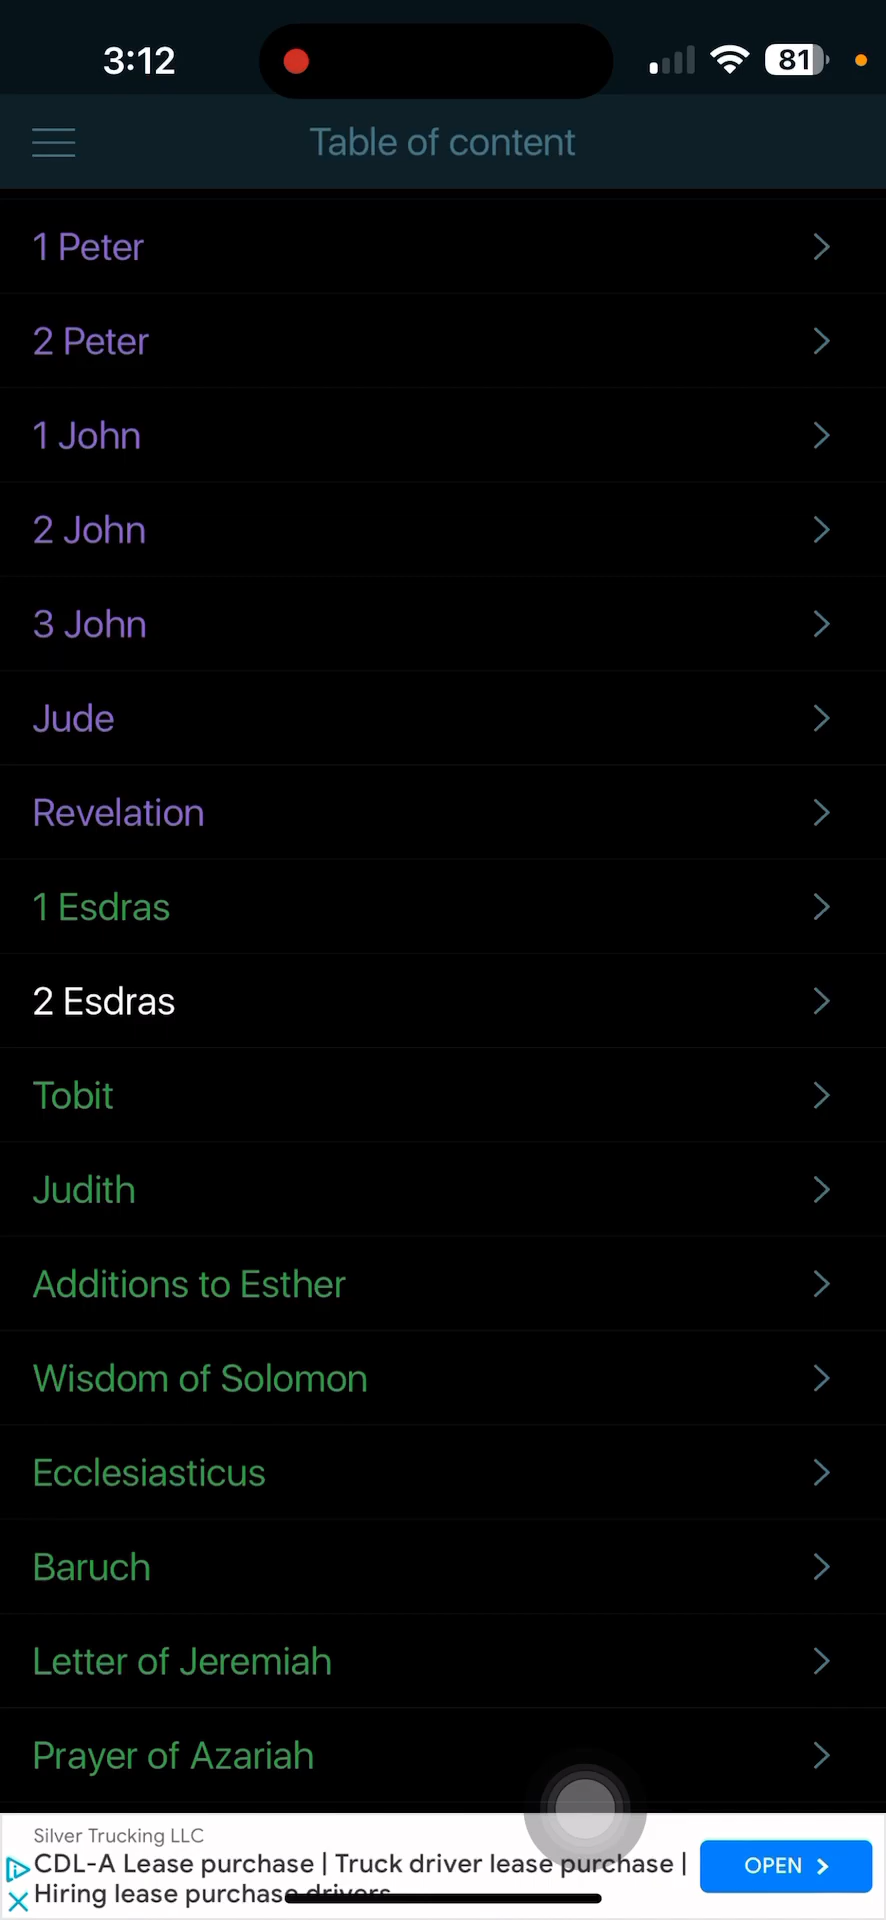 3:12
81
Table of content
1 Peter
2 Peter
1 John
2 John
3 John
Jude
Revelation
1 Esdras
2 Esdras
Tobit
Judith
Additions to Esther
Wisdom of Solomon
Ecclesiasticus
Baruch
Letter of Jeremiah
Prayer of Azariah
Silver Trucking LLC
CDL-A Lease purchase | Truck driver lease purchase |
Hiring lease purchase drivers
OPEN